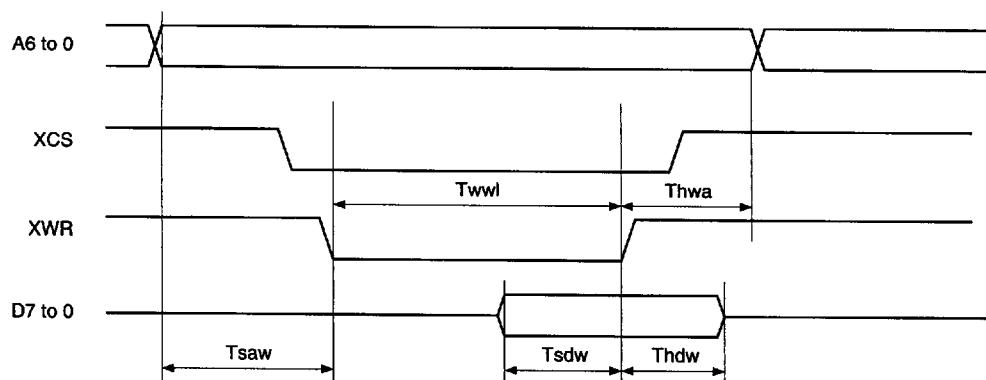 A6 to 0
XCS
Twwl
Thwa
XWR
D7 to 0
Tsaw
Tsdw
Thdw